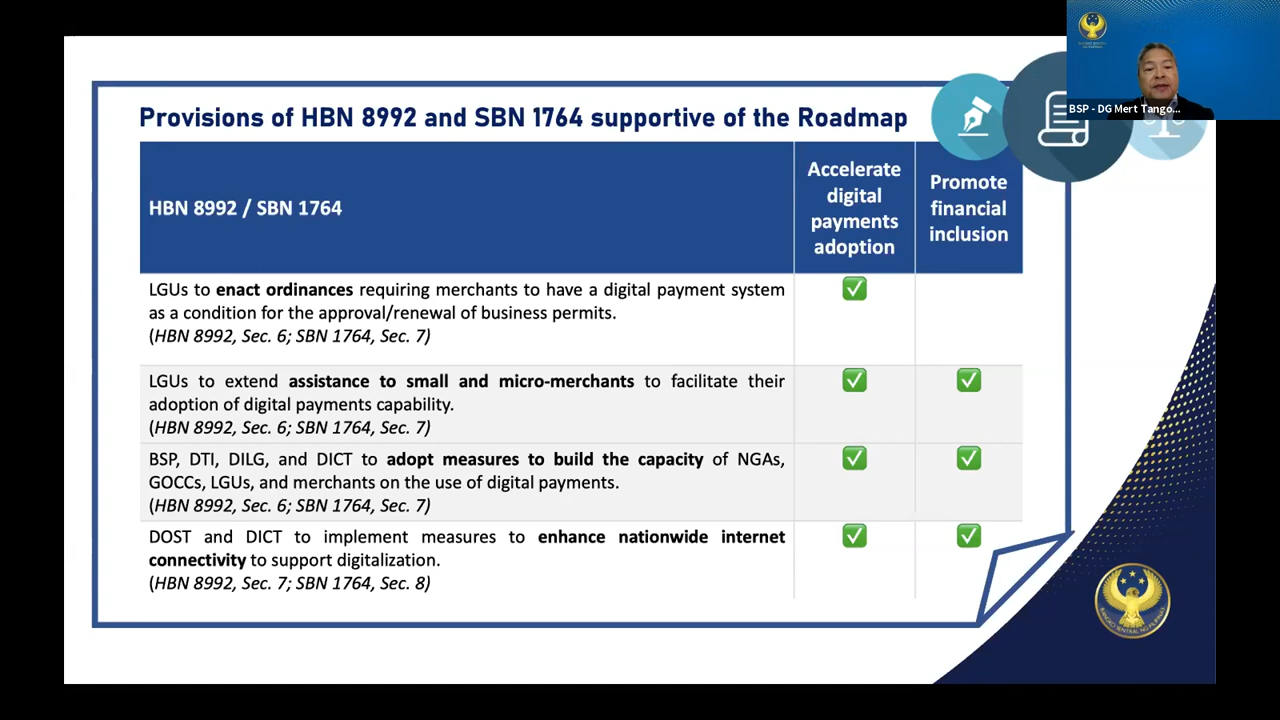 BSP - DG Mert Tango...
Provisions of HBN 8992 and SBN 1764 supportive of the Roadmap
HBN 8992 / SBN 1764
Accelerate
digital
payments
adoption
Promote
financial
inclusion
LGUs to enact ordinances requiring merchants to have a digital payment system
as a condition for the approval/renewal of business permits.
(HBN 8992, Sec. 6; SBN 1764, Sec. 7)
LGUs to extend assistance to small and micro-merchants to facilitate their
adoption of digital payments capability.
(HBN 8992, Sec. 6; SBN 1764, Sec. 7)
BSP, DTI, DILG, and DICT to adopt measures to build the capacity of NGAs,
GOCCs, LGUs, and merchants on the use of digital payments.
(HBN 8992, Sec. 6; SBN 1764, Sec. 7)
DOST and DICT to implement measures to enhance nationwide internet
connectivity to support digitalization.
(HBN 8992, Sec. 7; SBN 1764, Sec. 8)
BANGKO SENTRAL NG PILIPINAS